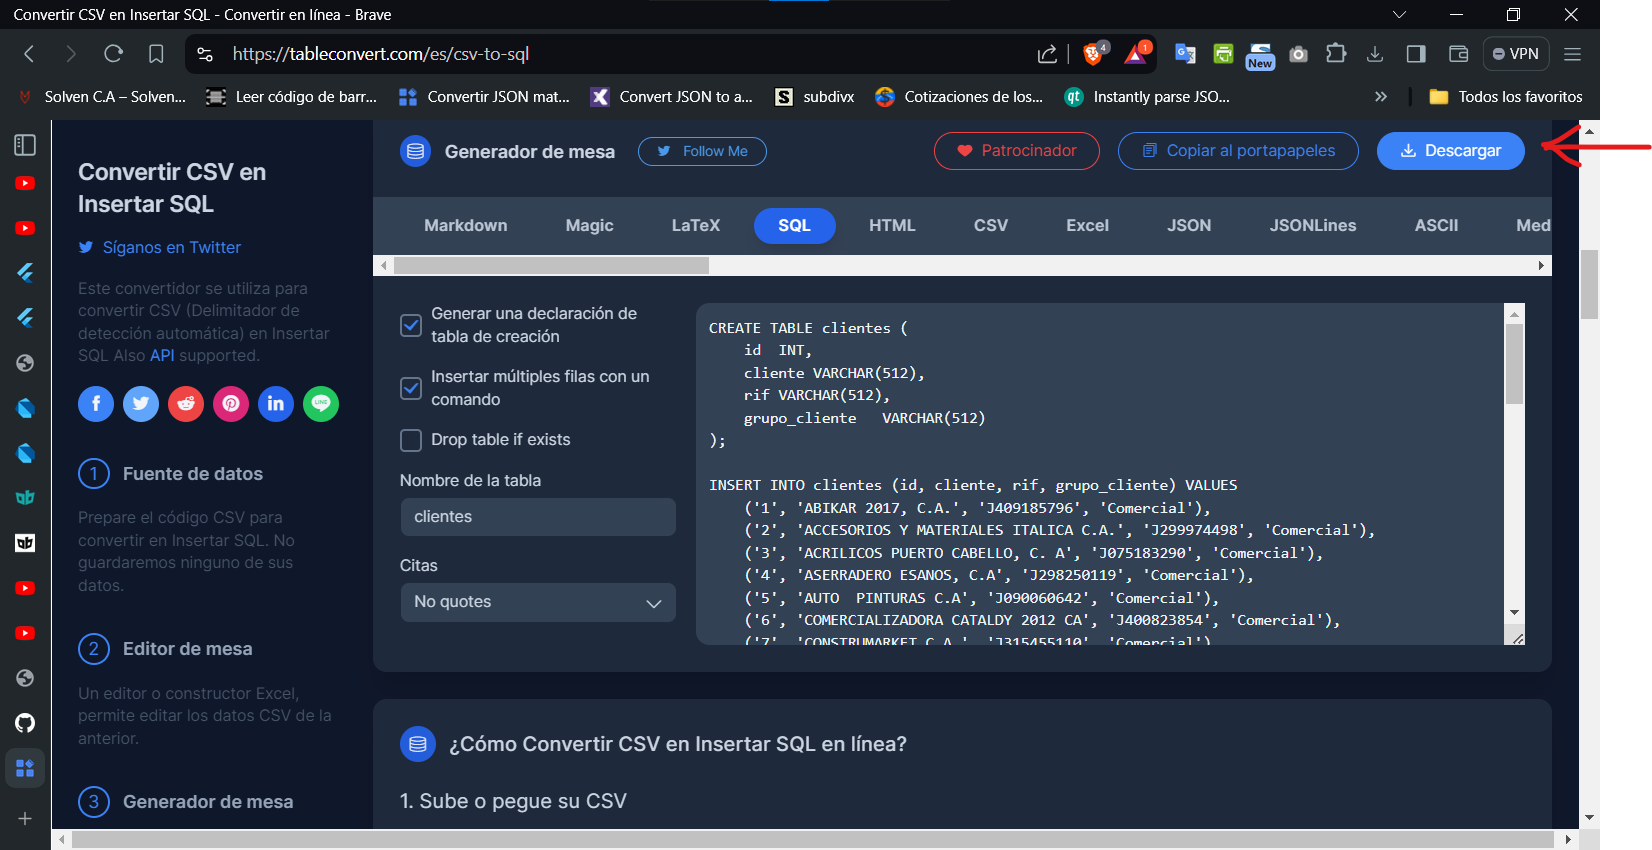 Convertir CSV en Insertar SQL - Convertir en línea - Brave
https://tableconvert.com/es/csv-to-sql
4
1
New
VPN
Solven C.A – Solven...
Leer código de barr...
Convertir JSON mat...
Convert JSON to a...
subdivx
Cotizaciones de los...
Instantly parse JSO...
»
Todos los favoritos
Convertir CSV en
Insertar SQL
Síganos en Twitter
Este convertidor se utiliza para
convertir CSV (Delimitador de
detección automática) en Insertar
SQL Also API supported.
1 Fuente de datos
Prepare el código CSV para
convertir en Insertar SQL. No
guardaremos ninguno de sus
datos.
2 Editor de mesa
Un editor o constructor Excel,
permite editar los datos CSV de la
anterior.
3 Generador de mesa
Generador de mesa
Follow Me
Patrocinador
Copiar al portapapeles
Descargar
Markdown Magic LaTeX SQL HTML CSV Excel JSON JSONLines ASCII Med
Generar una declaración de
tabla de creación
Insertar múltiples filas con un
comando
Drop table if exists
Nombre de la tabla
clientes
Citas
No quotes
CREATE TABLE clientes (
id INT,
cliente VARCHAR(512),
rif VARCHAR(512),
grupo_cliente VARCHAR(512)
);
INSERT INTO clientes (id, cliente, rif, grupo_cliente) VALUES
('1', 'ABIKAR 2017, C.A.', 'J409185796', 'Comercial'),
('2', 'ACCESORIOS Y MATERIALES ITALICA C.A.', 'J299974498', 'Comercial'),
('3', 'ACRILICOS PUERTO CABELLO, C. A', 'J075183290', 'Comercial'),
('4', 'ASERRADERO ESANOS, C.A', 'J298250119', 'Comercial'),
('5', 'AUTO  PINTURAS C.A', 'J090060642', 'Comercial'),
('6', 'COMERCIALIZADORA CATALDY 2012 CA', 'J400823854', 'Comercial'),
('7', 'CONSTRUMARKET C.A.', 'J315455110', 'Comercial')
¿Cómo Convertir CSV en Insertar SQL en línea?
1. Sube o pegue su CSV